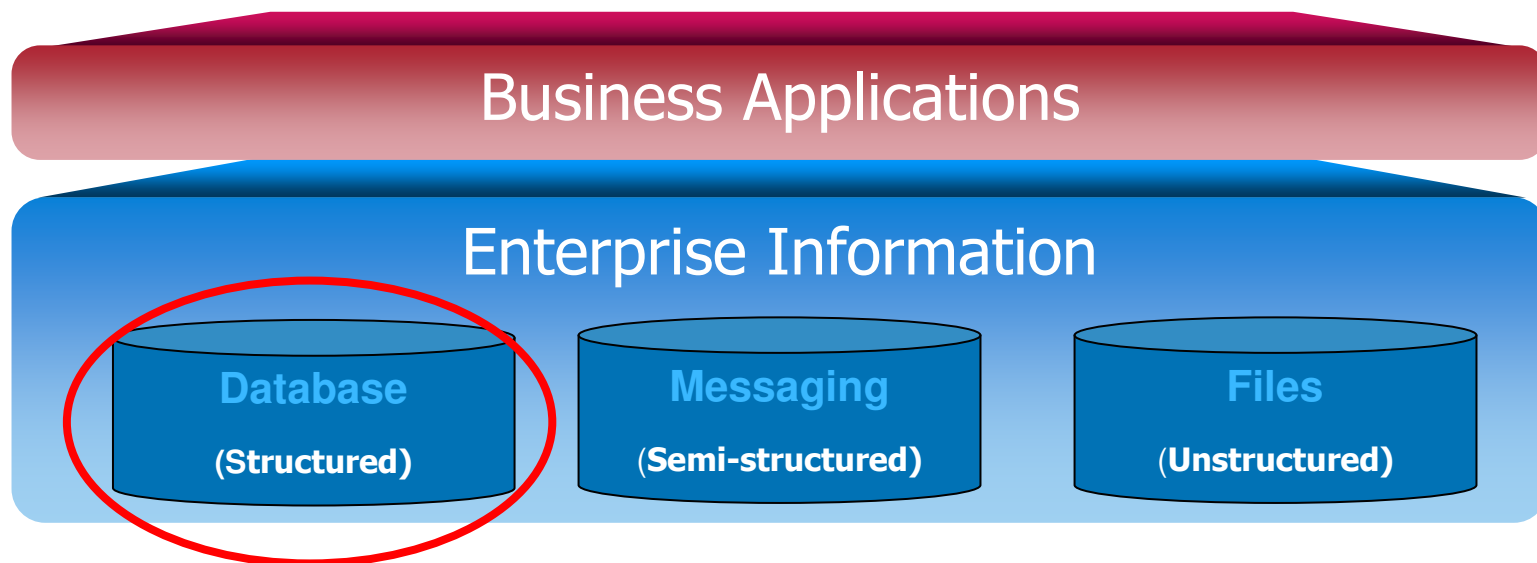 Business Applications
Enterprise Information
Database
(Structured)
Messaging
(Semi-structured)
Files
(Unstructured)